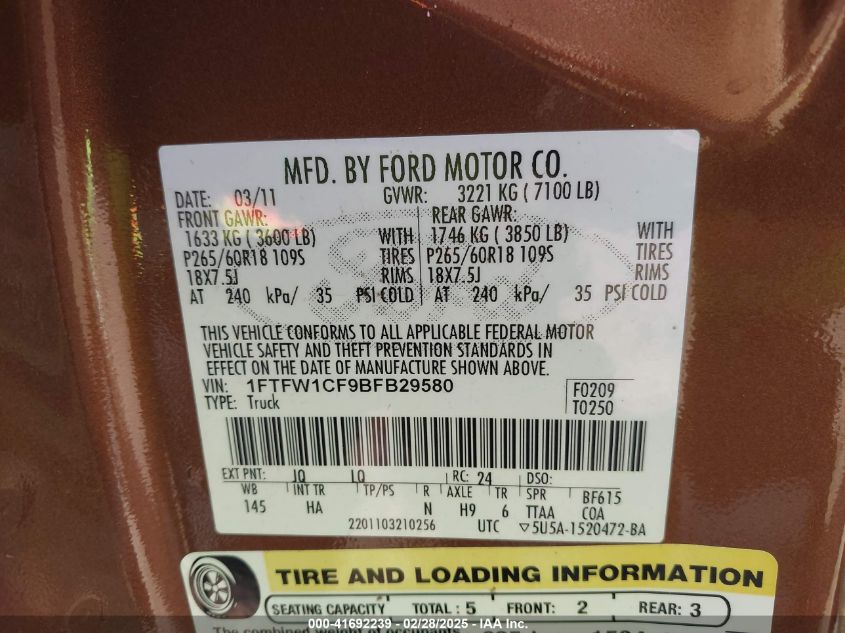 MFD. BY FORD MOTOR CO.
DATE: 03/11 GVWR: 3221 KG ( 7100 LB)
FRONT GAWR: REAR GAWR:
1633 KG ( 3600 LB) WITH 1746 KG ( 3850 LB) WITH
P265/60R18 109S TIRES P265/60R18 109S TIRES
18X7.5J RIMS 18X7.5J RIMS
AT 240 kPa/ 35 PSI COLD AT 240 kPa/ 35 PSI COLD
THIS VEHICLE CONFORMS TO ALL APPLICABLE FEDERAL MOTOR
VEHICLE SAFETY AND THEFT PREVENTION STANDARDS IN
EFFECT ON THE DATE OF MANUFACTURE SHOWN ABOVE.
VIN: 1FTFW1CF9BFB29580 F0209
TYPE: Truck T0250
EXT PNT: JQ LQ RC: 24 DSO:
WB INT TR TP/PS R AXLE TR SPR BF615
145 HA N H9 6 TTAA COA
2201103210256 UTC ▽5U5A-1520472-BA
TIRE AND LOADING INFORMATION
SEATING CAPACITY TOTAL : 5 FRONT: 2 REAR: 3
The combined weight of occupants
000-41692239 - 02/28/2025 - IAA Inc.